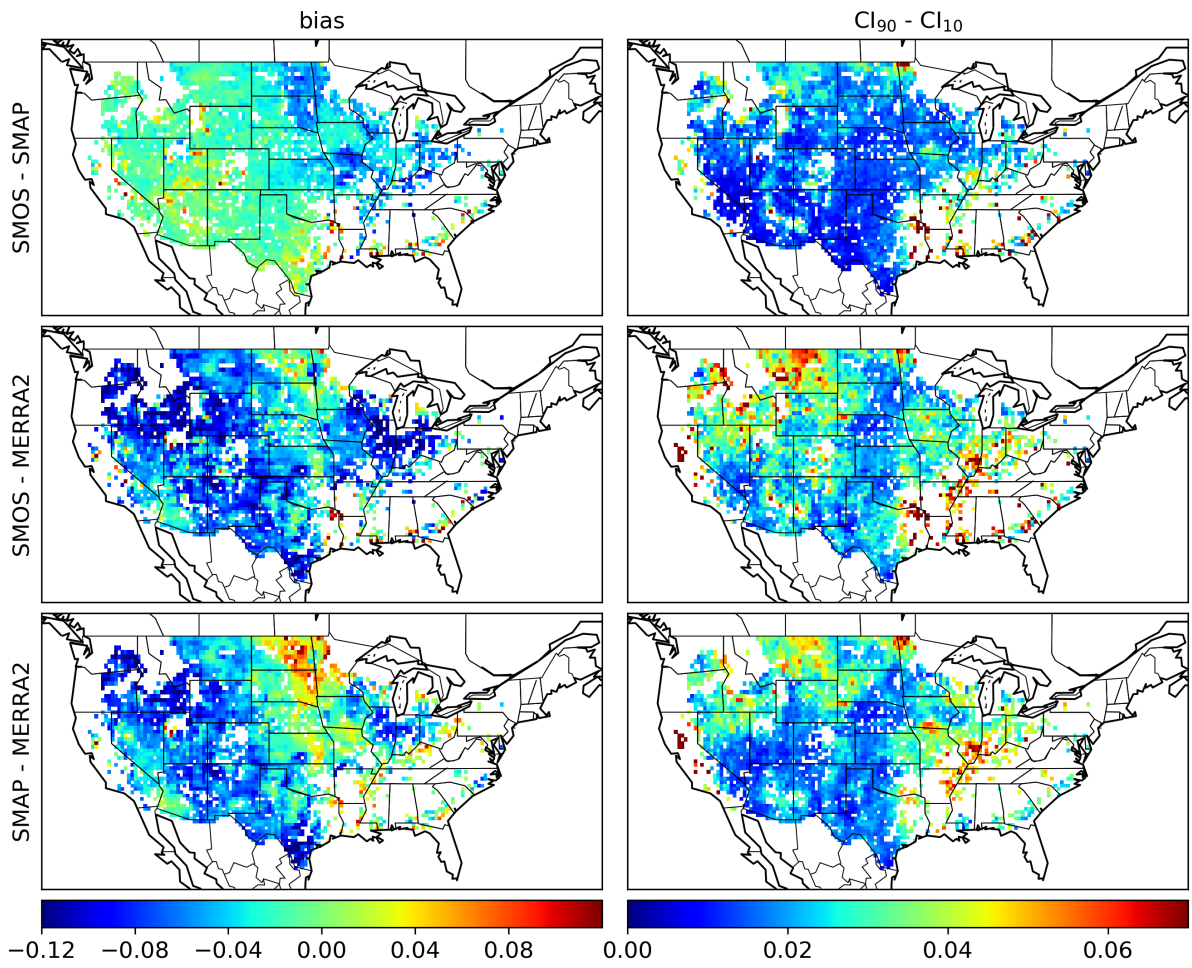 bias
CI₉₀ - CI₁₀
SMOS - SMAP
SMOS - MERRA2
SMAP - MERRA2
−0.12 −0.08 −0.04 0.00 0.04 0.08
0.00 0.02 0.04 0.06